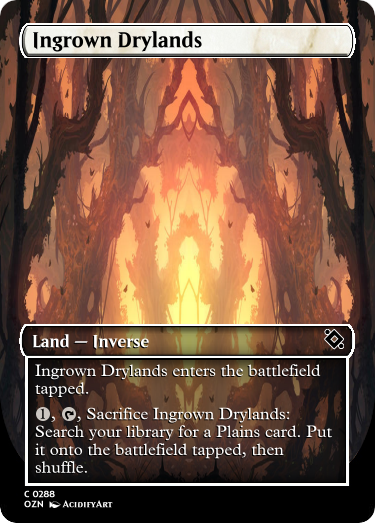 Ingrown Drylands
Land — Inverse
Ingrown Drylands enters the battlefield
tapped.
1, T, Sacrifice Ingrown Drylands:
Search your library for a Plains card. Put
it onto the battlefield tapped, then
shuffle.
C 0288
OZN AcidifyArt